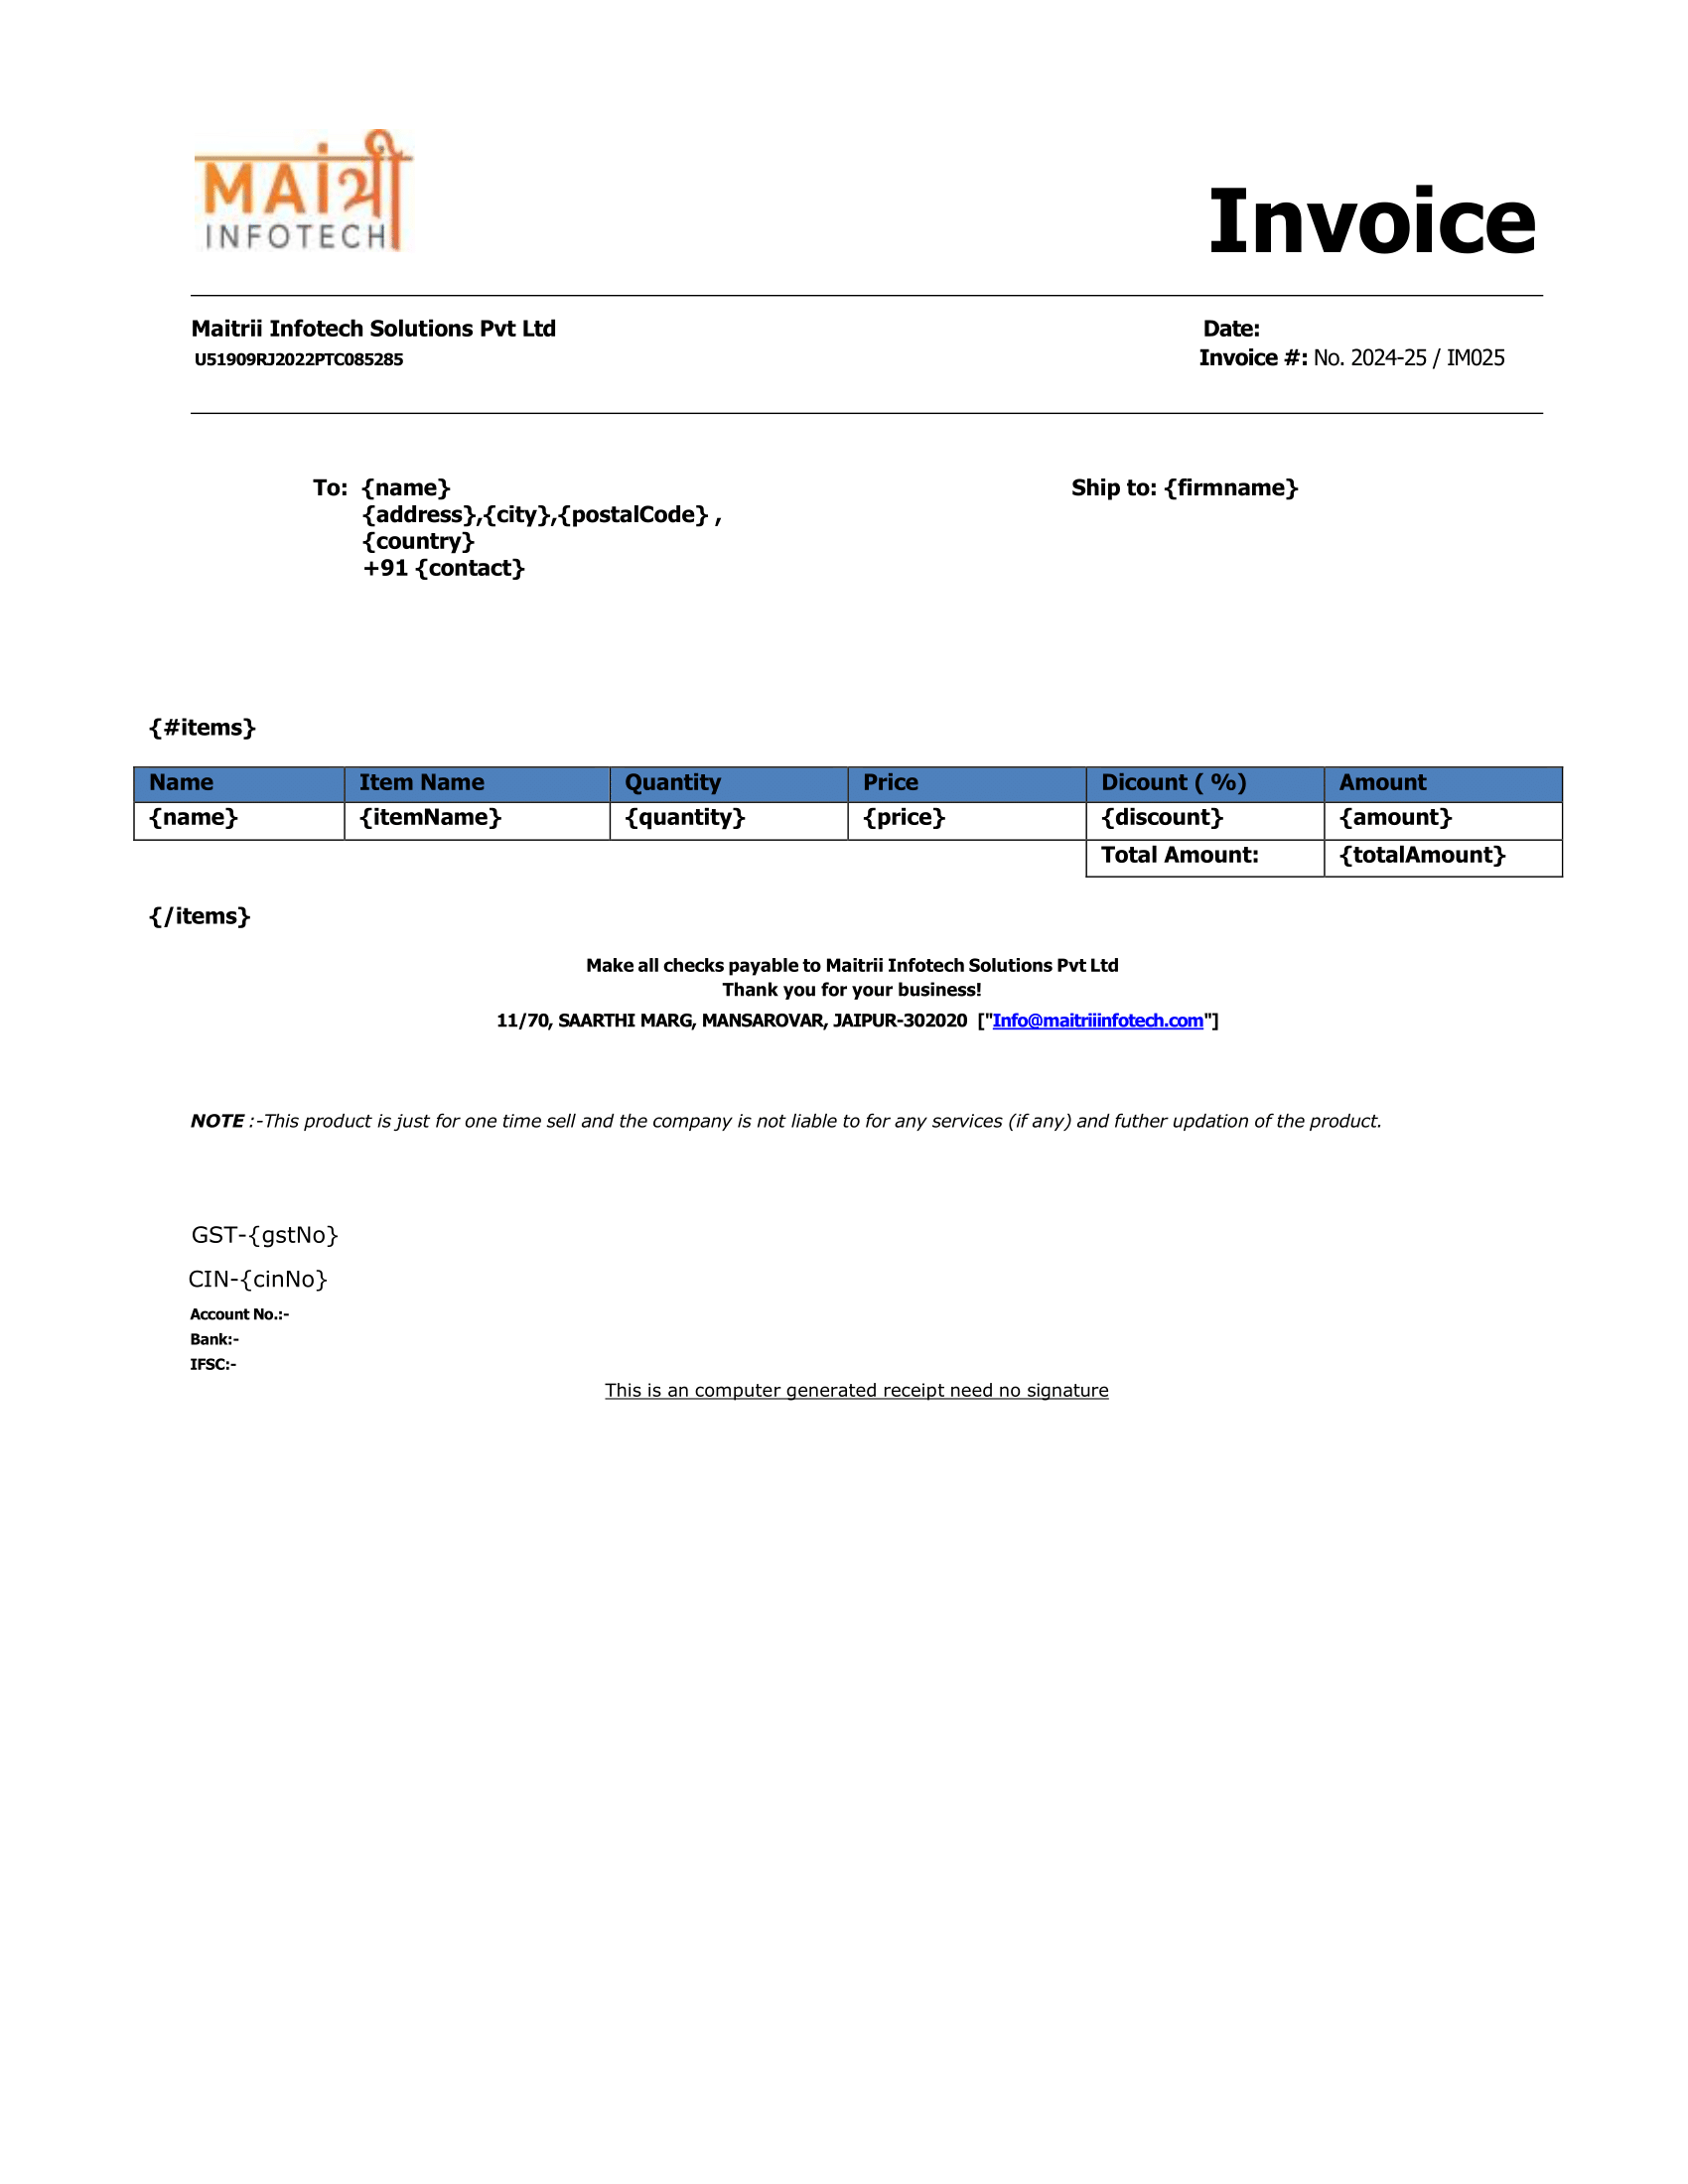 MAiत्री
INFOTECH
Invoice
Maitrii Infotech Solutions Pvt Ltd
Date:
U51909RJ2022PTC085285
Invoice #: No. 2024-25 / IM025
To: {name}
Ship to: {firmname}
{address},{city},{postalCode} ,
{country}
+91 {contact}
{#items}
Name Item Name Quantity Price Dicount ( %) Amount
{name} {itemName} {quantity} {price} {discount} {amount}
Total Amount: {totalAmount}
{/items}
Make all checks payable to Maitrii Infotech Solutions Pvt Ltd
Thank you for your business!
11/70, SAARTHI MARG, MANSAROVAR, JAIPUR-302020 ["Info@maitriiinfotech.com"]
NOTE :-This product is just for one time sell and the company is not liable to for any services (if any) and futher updation of the product.
GST-{gstNo}
CIN-{cinNo}
Account No.:-
Bank:-
IFSC:-
This is an computer generated receipt need no signature